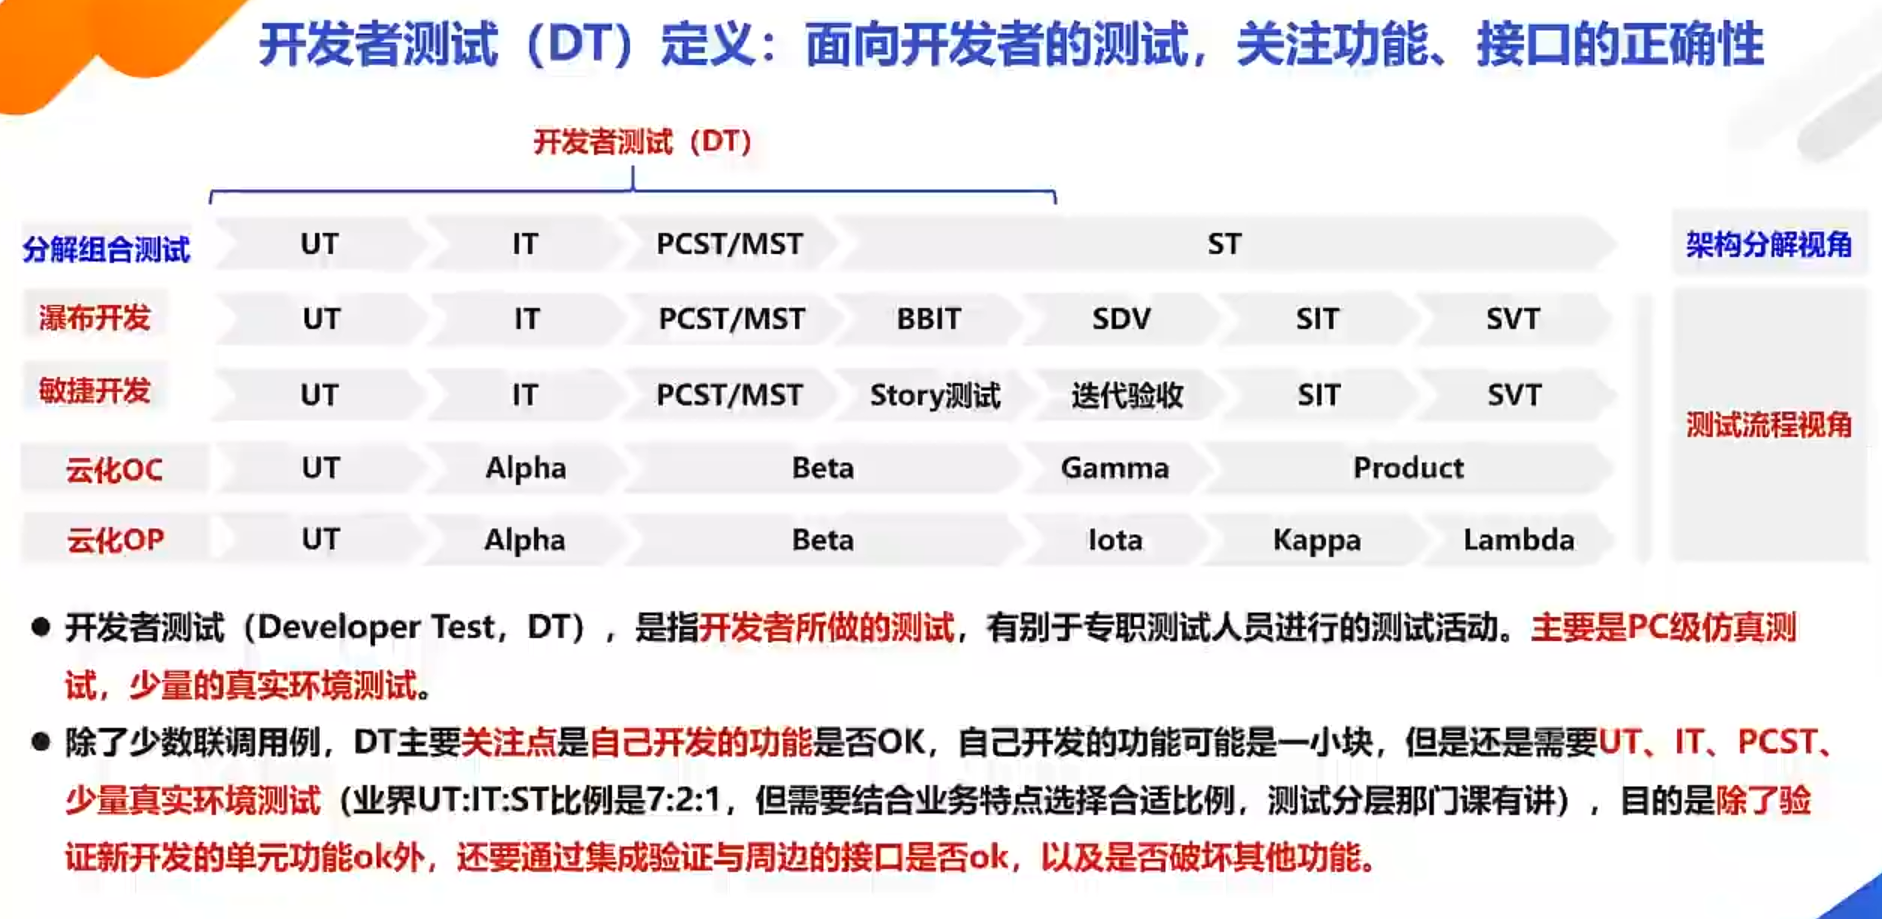 开发者测试（DT）定义：面向开发者的测试，关注功能、接口的正确性
开发者测试（DT）
分解组合测试 UT IT PCST/MST ST 架构分解视角
瀑布开发 UT IT PCST/MST BBIT SDV SIT SVT
敏捷开发 UT IT PCST/MST Story测试 迭代验收 SIT SVT
测试流程视角
云化OC UT Alpha Beta Gamma Product
云化OP UT Alpha Beta Iota Kappa Lambda
● 开发者测试（Developer Test，DT），是指开发者所做的测试，有别于专职测试人员进行的测试活动。主要是PC级仿真测
试，少量的真实环境测试。
● 除了少数联调用例，DT主要关注点是自己开发的功能是否OK，自己开发的功能可能是一小块，但是还是需要UT、IT、PCST、
少量真实环境测试（业界UT:IT:ST比例是7:2:1，但需要结合业务特点选择合适比例，测试分层那门课有讲），目的是除了验
证新开发的单元功能ok外，还要通过集成验证与周边的接口是否ok，以及是否破坏其他功能。